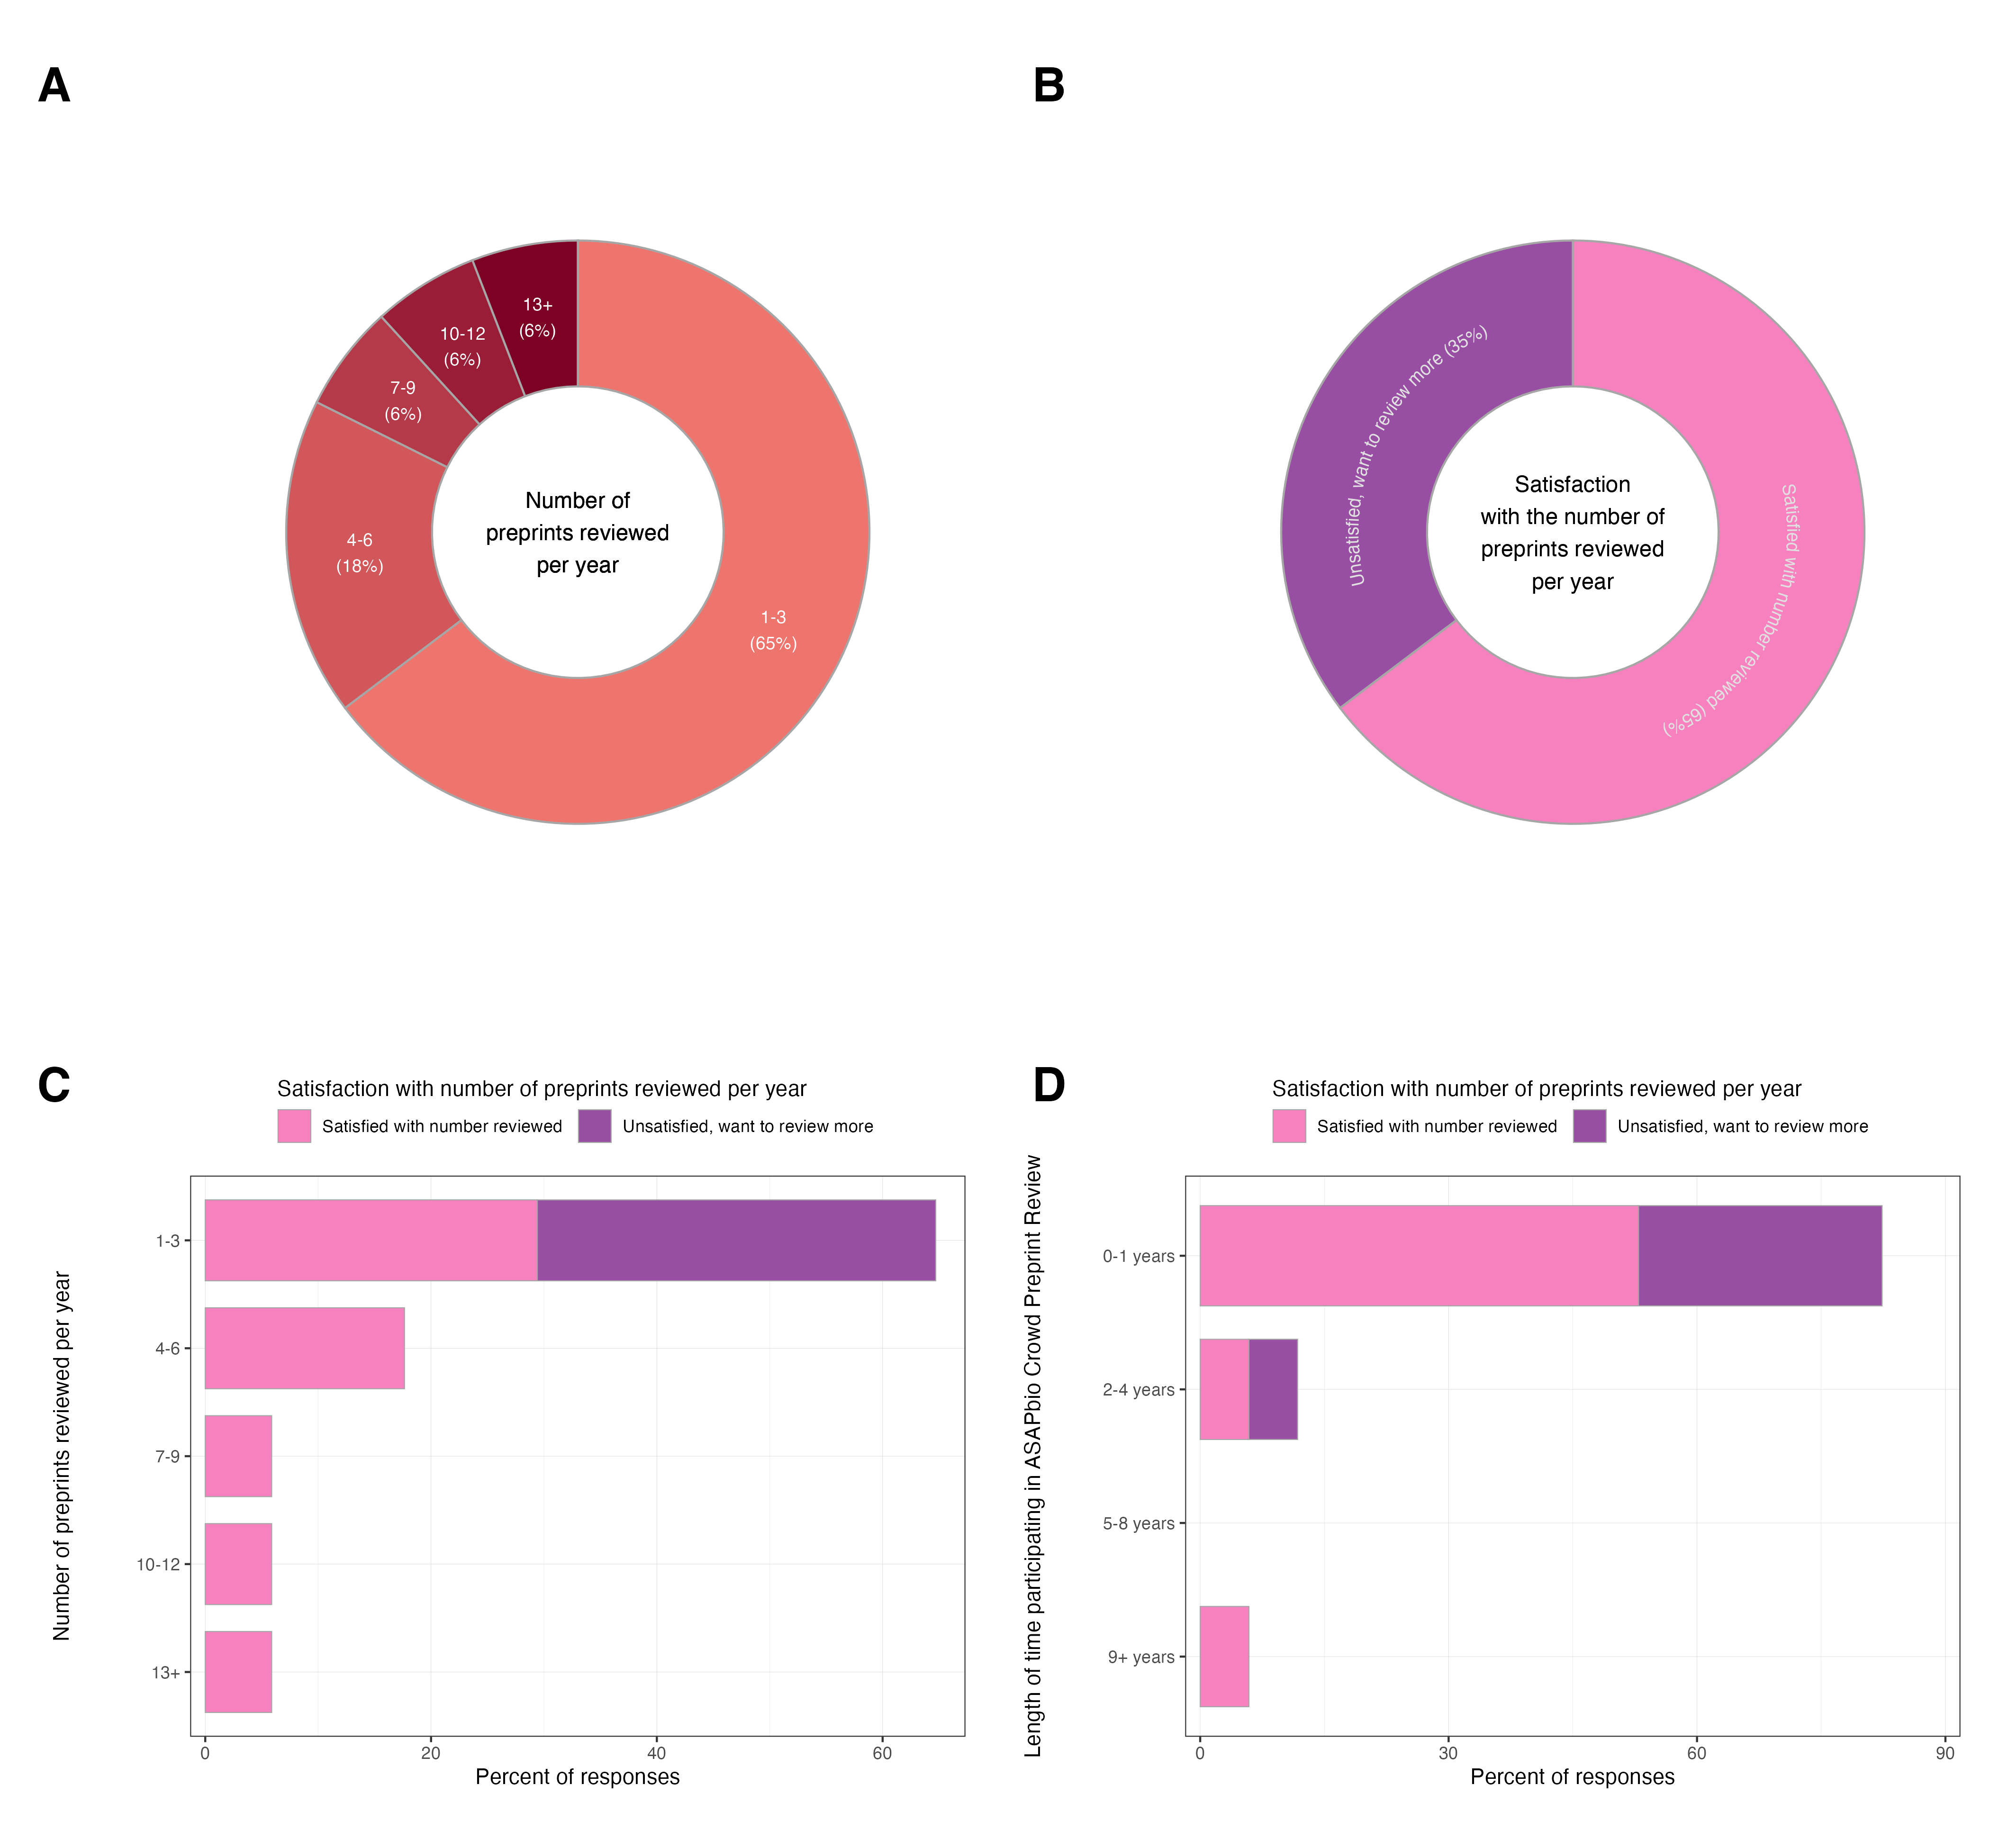 A
13+
(6%)
10-12
(6%)
7-9
(6%)
4-6
(18%)
1-3
(65%)
Number of
preprints reviewed
per year
B
Unsatisfied, want to review more (35%)
Satisfied with number reviewed (65%)
Satisfaction
with the number of
preprints reviewed
per year
C
Satisfaction with number of preprints reviewed per year
Satisfied with number reviewed
Unsatisfied, want to review more
Number of preprints reviewed per year
1-3
4-6
7-9
10-12
13+
0
20
40
60
Percent of responses
D
Satisfaction with number of preprints reviewed per year
Satisfied with number reviewed
Unsatisfied, want to review more
Length of time participating in ASAPbio Crowd Preprint Review
0-1 years
2-4 years
5-8 years
9+ years
0
30
60
90
Percent of responses